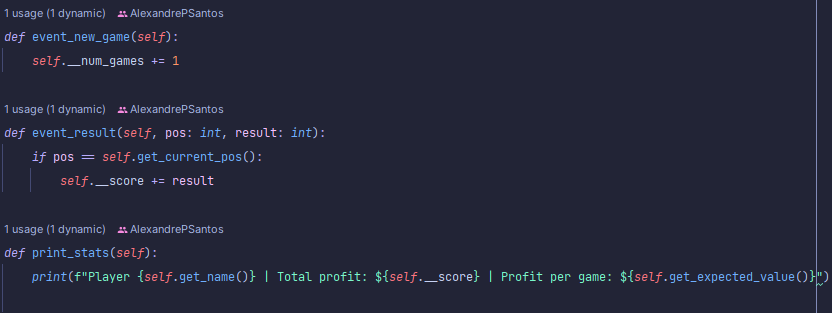 1 usage (1 dynamic) AlexandrePSantos
def event_new_game(self):
    self.__num_games += 1
1 usage (1 dynamic) AlexandrePSantos
def event_result(self, pos: int, result: int):
    if pos == self.get_current_pos():
        self.__score += result
1 usage (1 dynamic) AlexandrePSantos
def print_stats(self):
    print(f"Player {self.get_name()} | Total profit: ${self.__score} | Profit per game: ${self.get_expected_value()}")